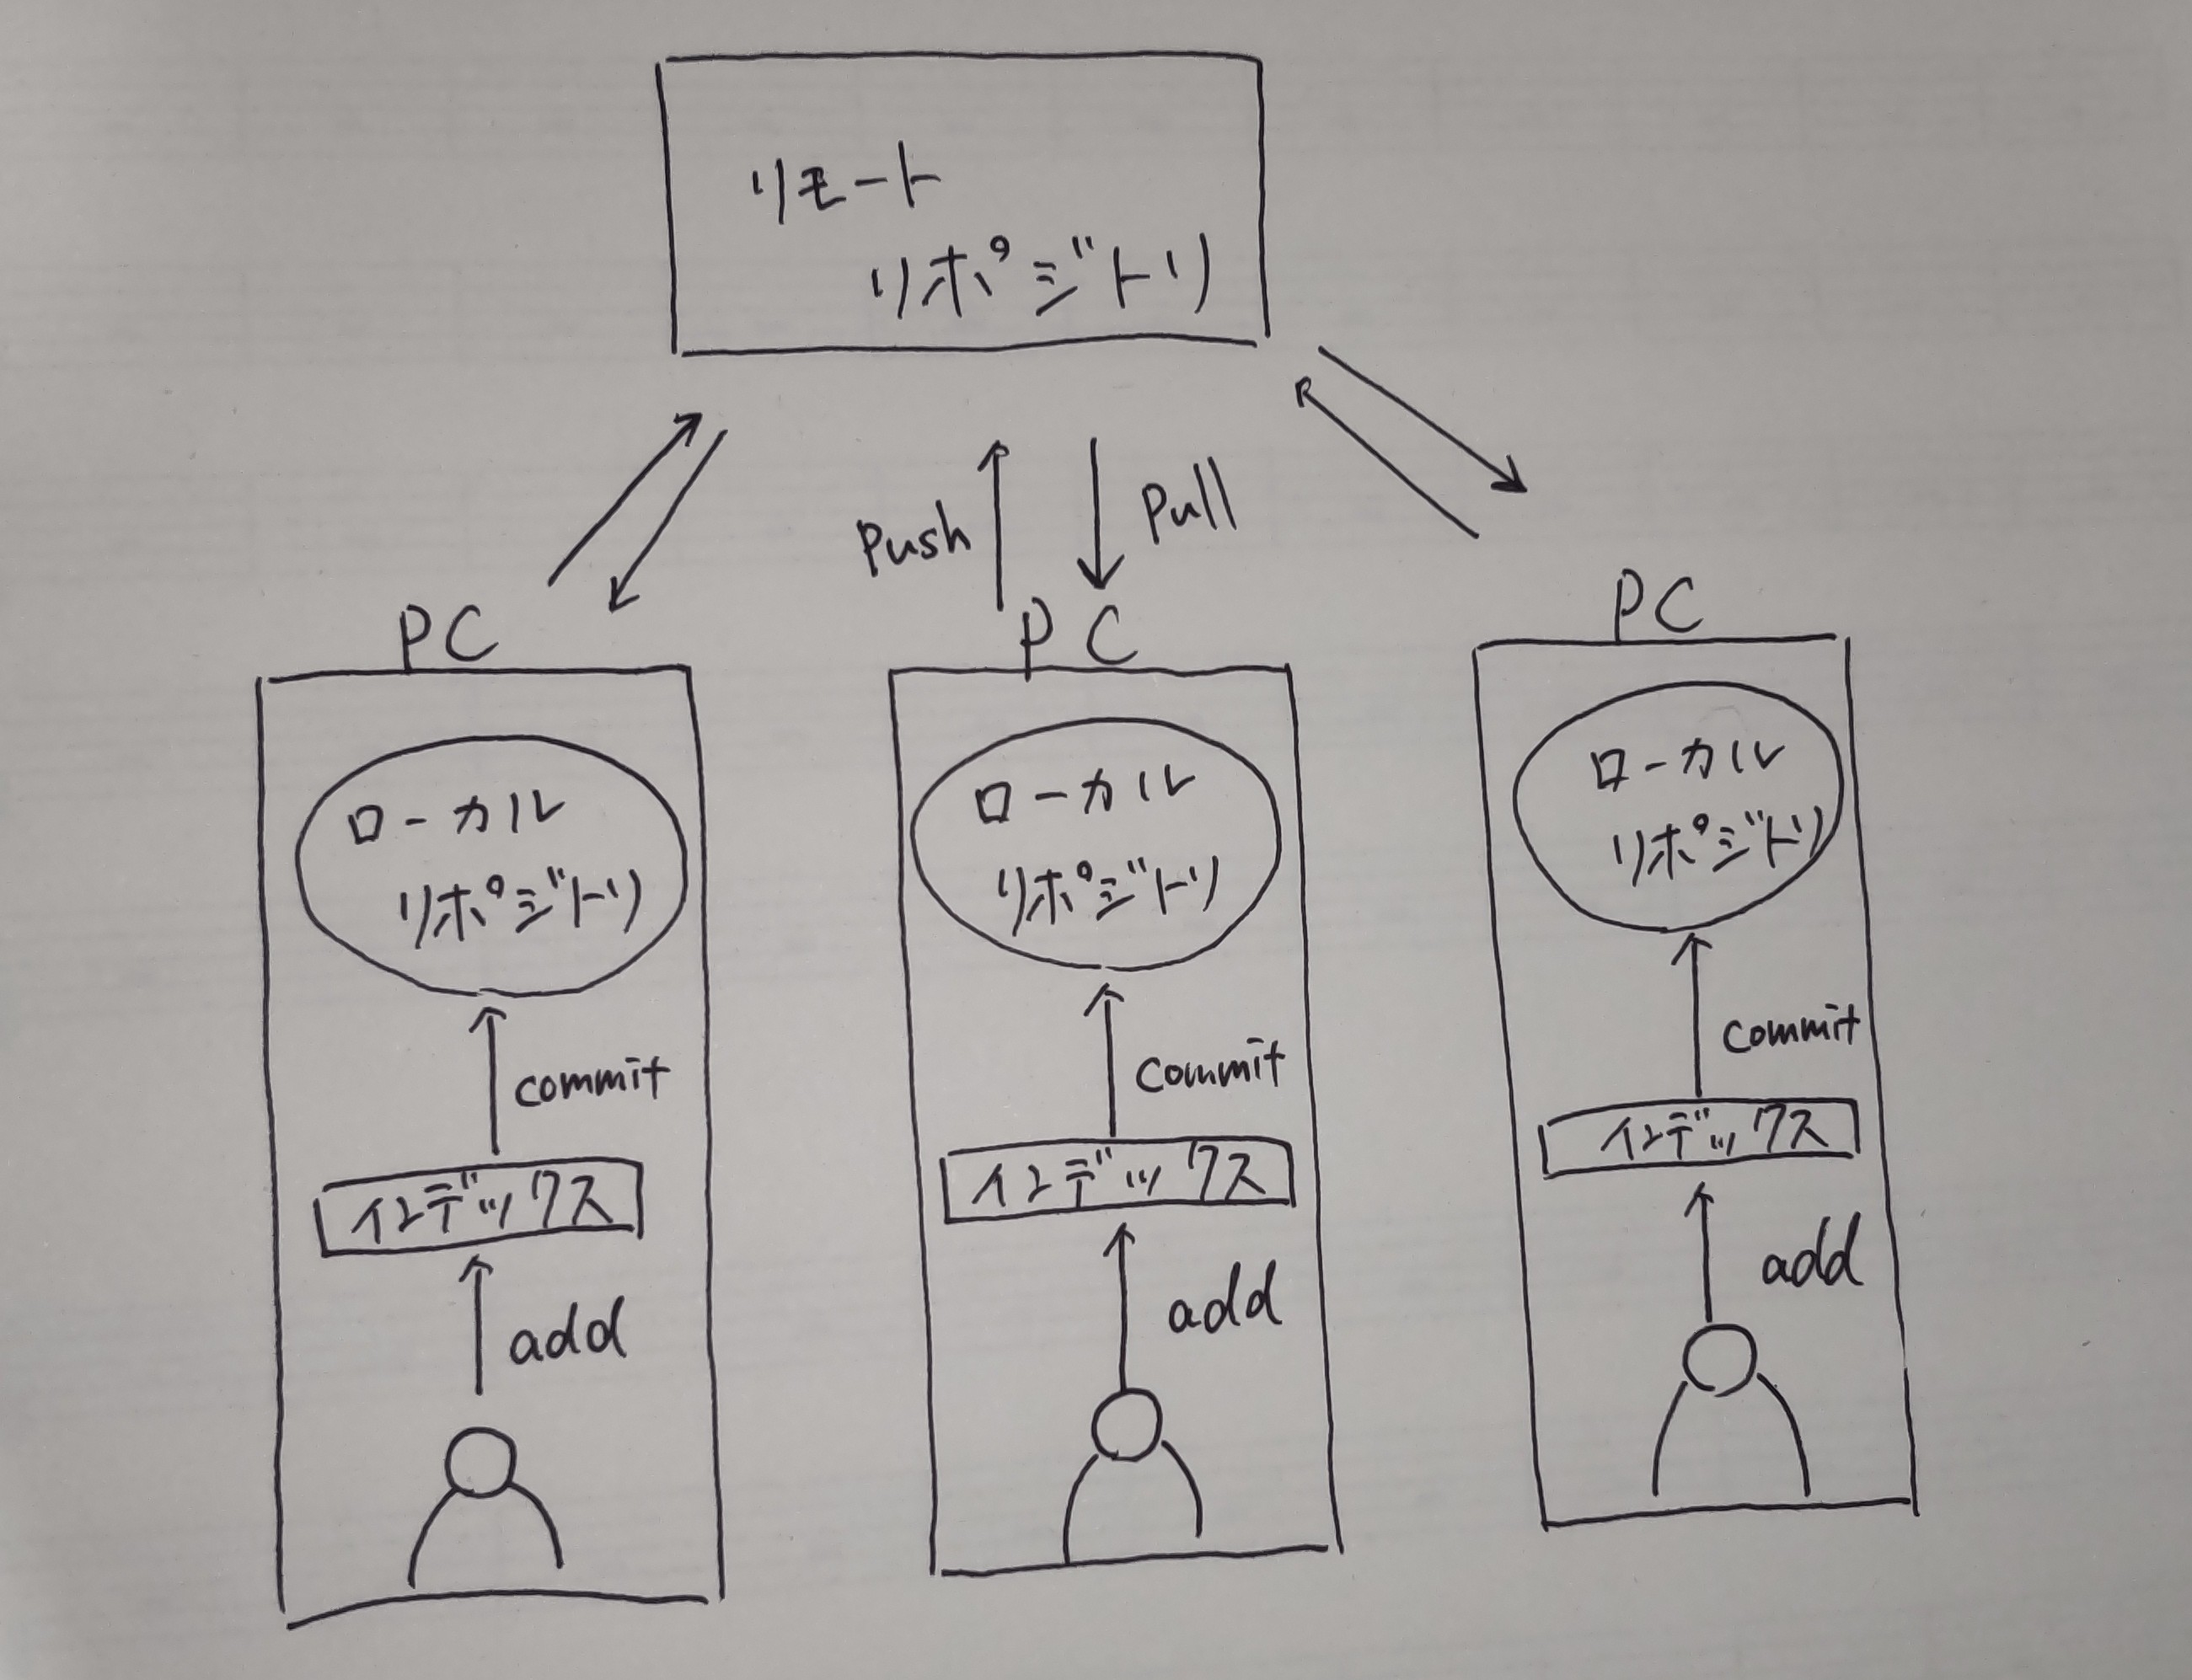 リモート
リポジトリ
Push
Pull
PC
ローカル
リポジトリ
commit
インデックス
add
PC
ローカル
リポジトリ
commit
インデックス
add
PC
ローカル
リポジトリ
commit
インデックス
add